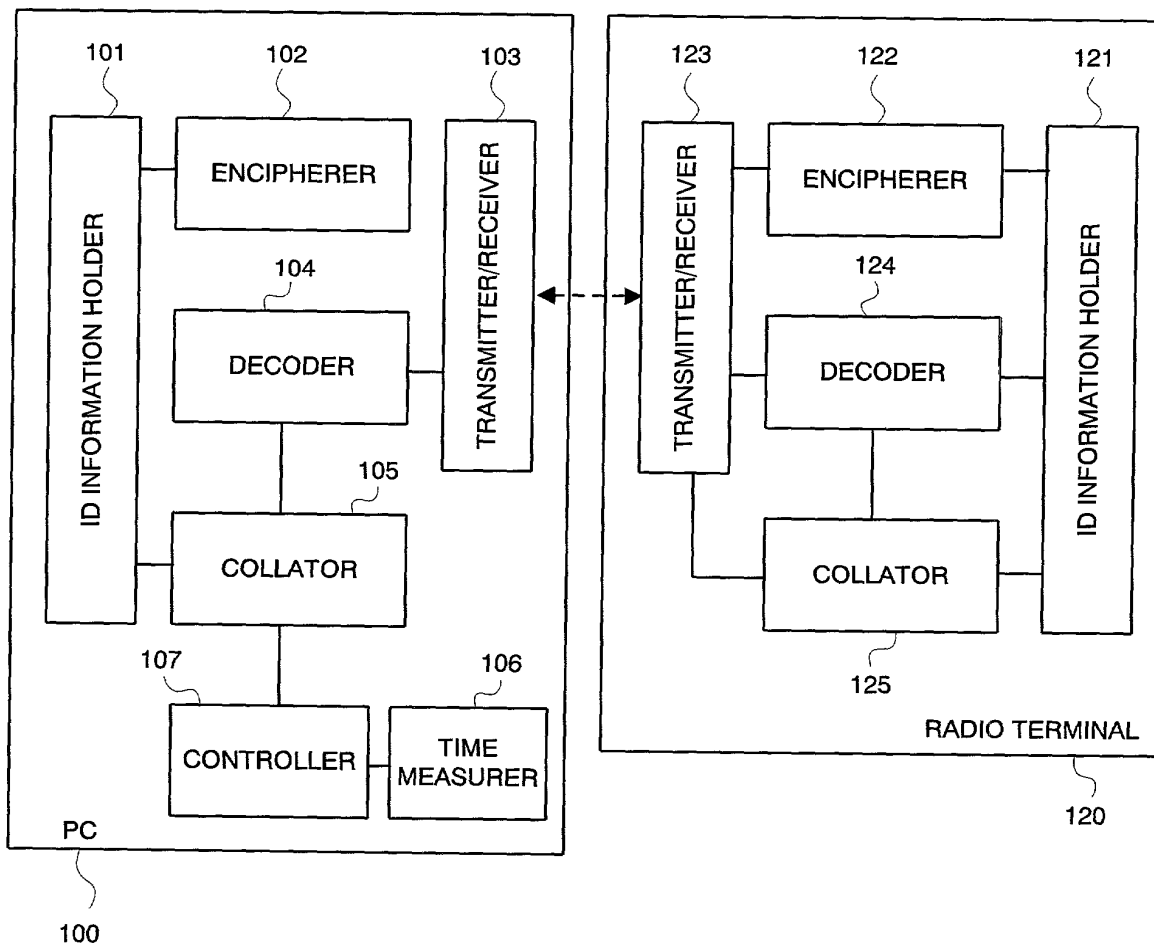 101
102
103
ENCIPHERER
ID INFORMATION HOLDER
TRANSMITTER/RECEIVER
104
DECODER
105
COLLATOR
107
106
CONTROLLER
TIME
MEASURER
PC
100
123
122
121
ENCIPHERER
TRANSMITTER/RECEIVER
ID INFORMATION HOLDER
124
DECODER
COLLATOR
125
RADIO TERMINAL
120